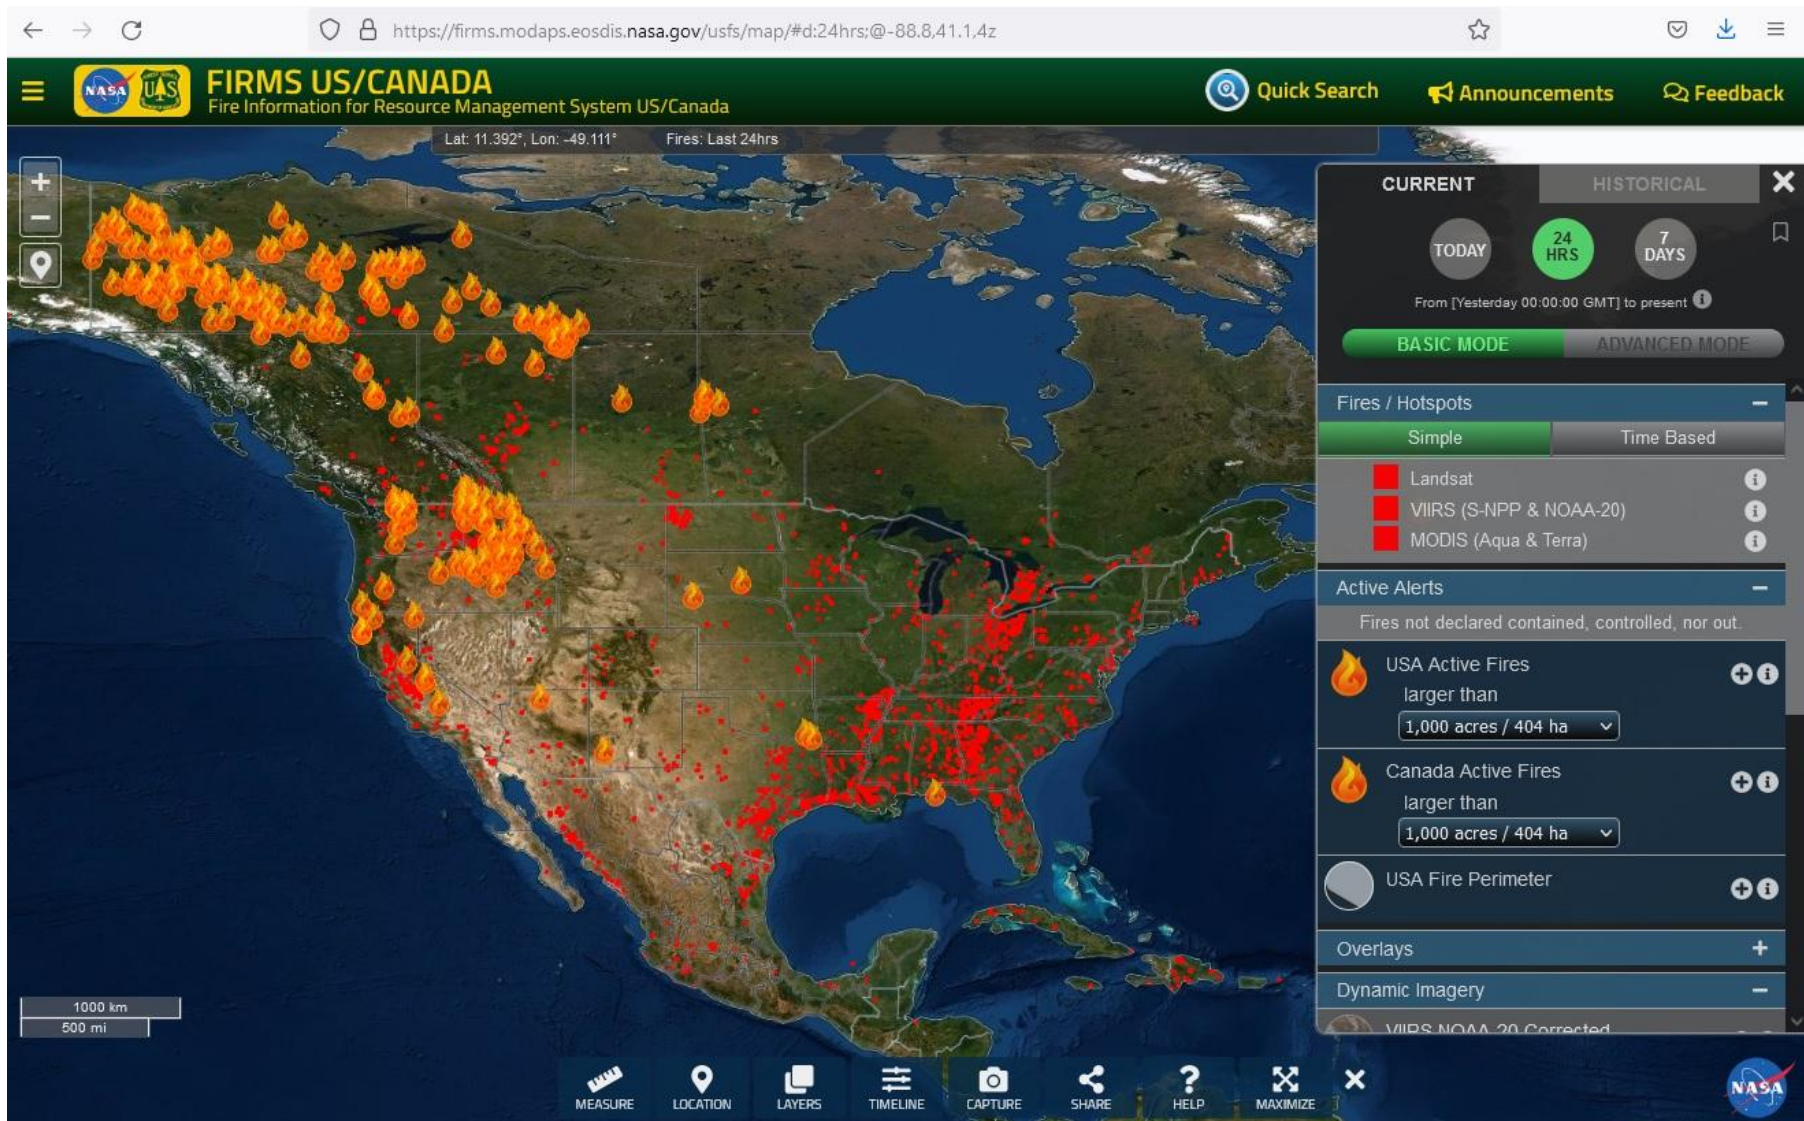 https://firms.modaps.eosdis.nasa.gov/usfs/map/#d:24hrs;@-88.8,41.1,4z
NASA
UAS
FIRMS US/CANADA
Fire Information for Resource Management System US/Canada
Quick Search
Announcements
Feedback
Lat: 11.392°, Lon: -49.111°
Fires: Last 24hrs
+
−
CURRENT
HISTORICAL
TODAY
24
HRS
7
DAYS
From [Yesterday 00:00:00 GMT] to present
BASIC MODE
ADVANCED MODE
Fires / Hotspots
Simple
Time Based
Landsat
VIIRS (S-NPP & NOAA-20)
MODIS (Aqua & Terra)
Active Alerts
Fires not declared contained, controlled, nor out.
USA Active Fires
larger than
1,000 acres / 404 ha
Canada Active Fires
larger than
1,000 acres / 404 ha
USA Fire Perimeter
Overlays
Dynamic Imagery
VIIRS NOAA-20 Corrected
1000 km
500 mi
MEASURE
LOCATION
LAYERS
TIMELINE
CAPTURE
SHARE
HELP
MAXIMIZE
NASA